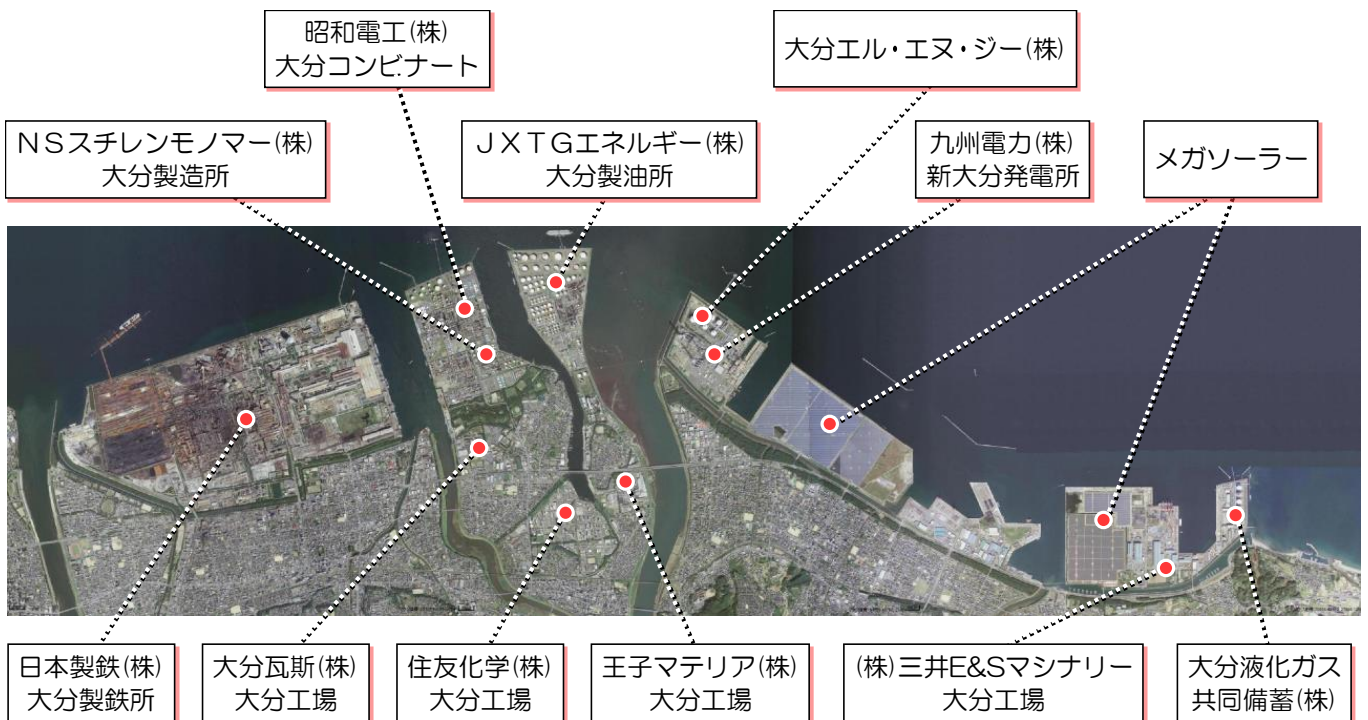 昭和電工(株)
大分コンビナート
大分エル・エヌ・ジー(株)
ＮＳスチレンモノマー(株)
大分製造所
ＪＸＴＧエネルギー(株)
大分製油所
九州電力(株)
新大分発電所
メガソーラー
日本製鉄(株)
大分製鉄所
大分瓦斯(株)
大分工場
住友化学(株)
大分工場
王子マテリア(株)
大分工場
(株)三井E&Sマシナリー
大分工場
大分液化ガス
共同備蓄(株)